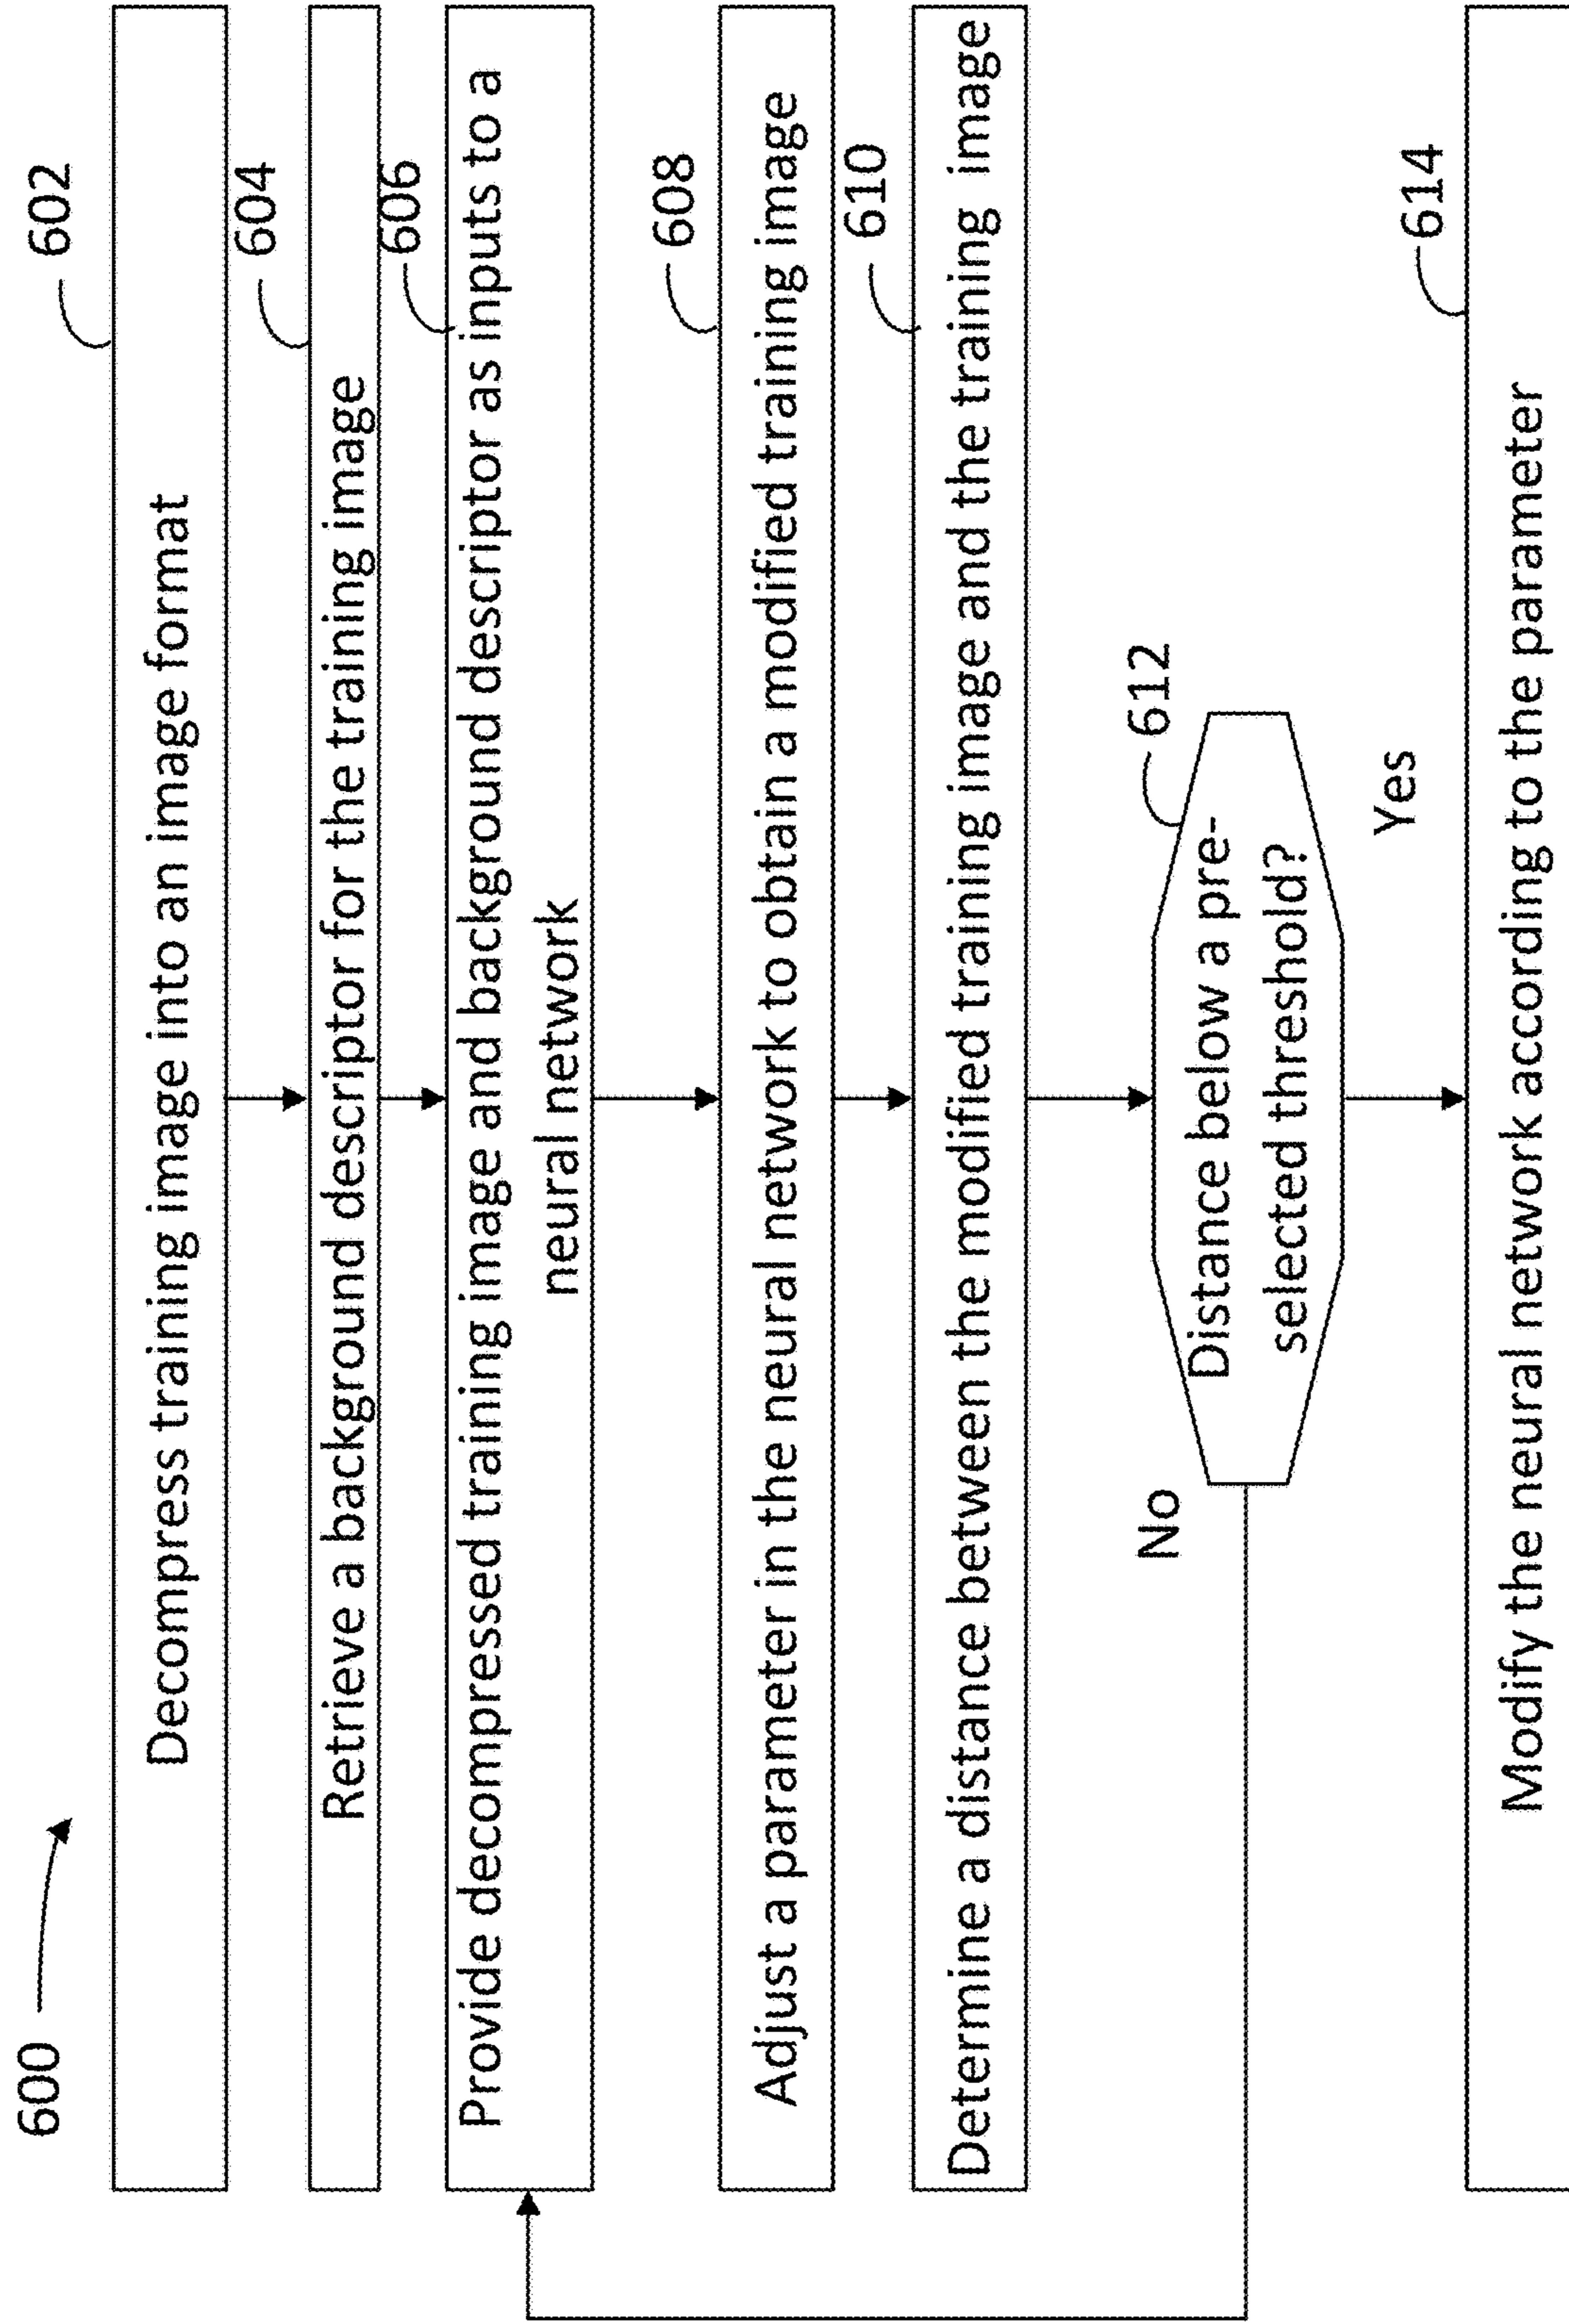 600
602
Decompress training image into an image format
604
Retrieve a background descriptor for the training image
606
Provide decompressed training image and background descriptor as inputs to a
neural network
608
Adjust a parameter in the neural network to obtain a modified training image
610
Determine a distance between the modified training image and the training image
612
Distance below a pre-
selected threshold?
No
Yes
614
Modify the neural network according to the parameter